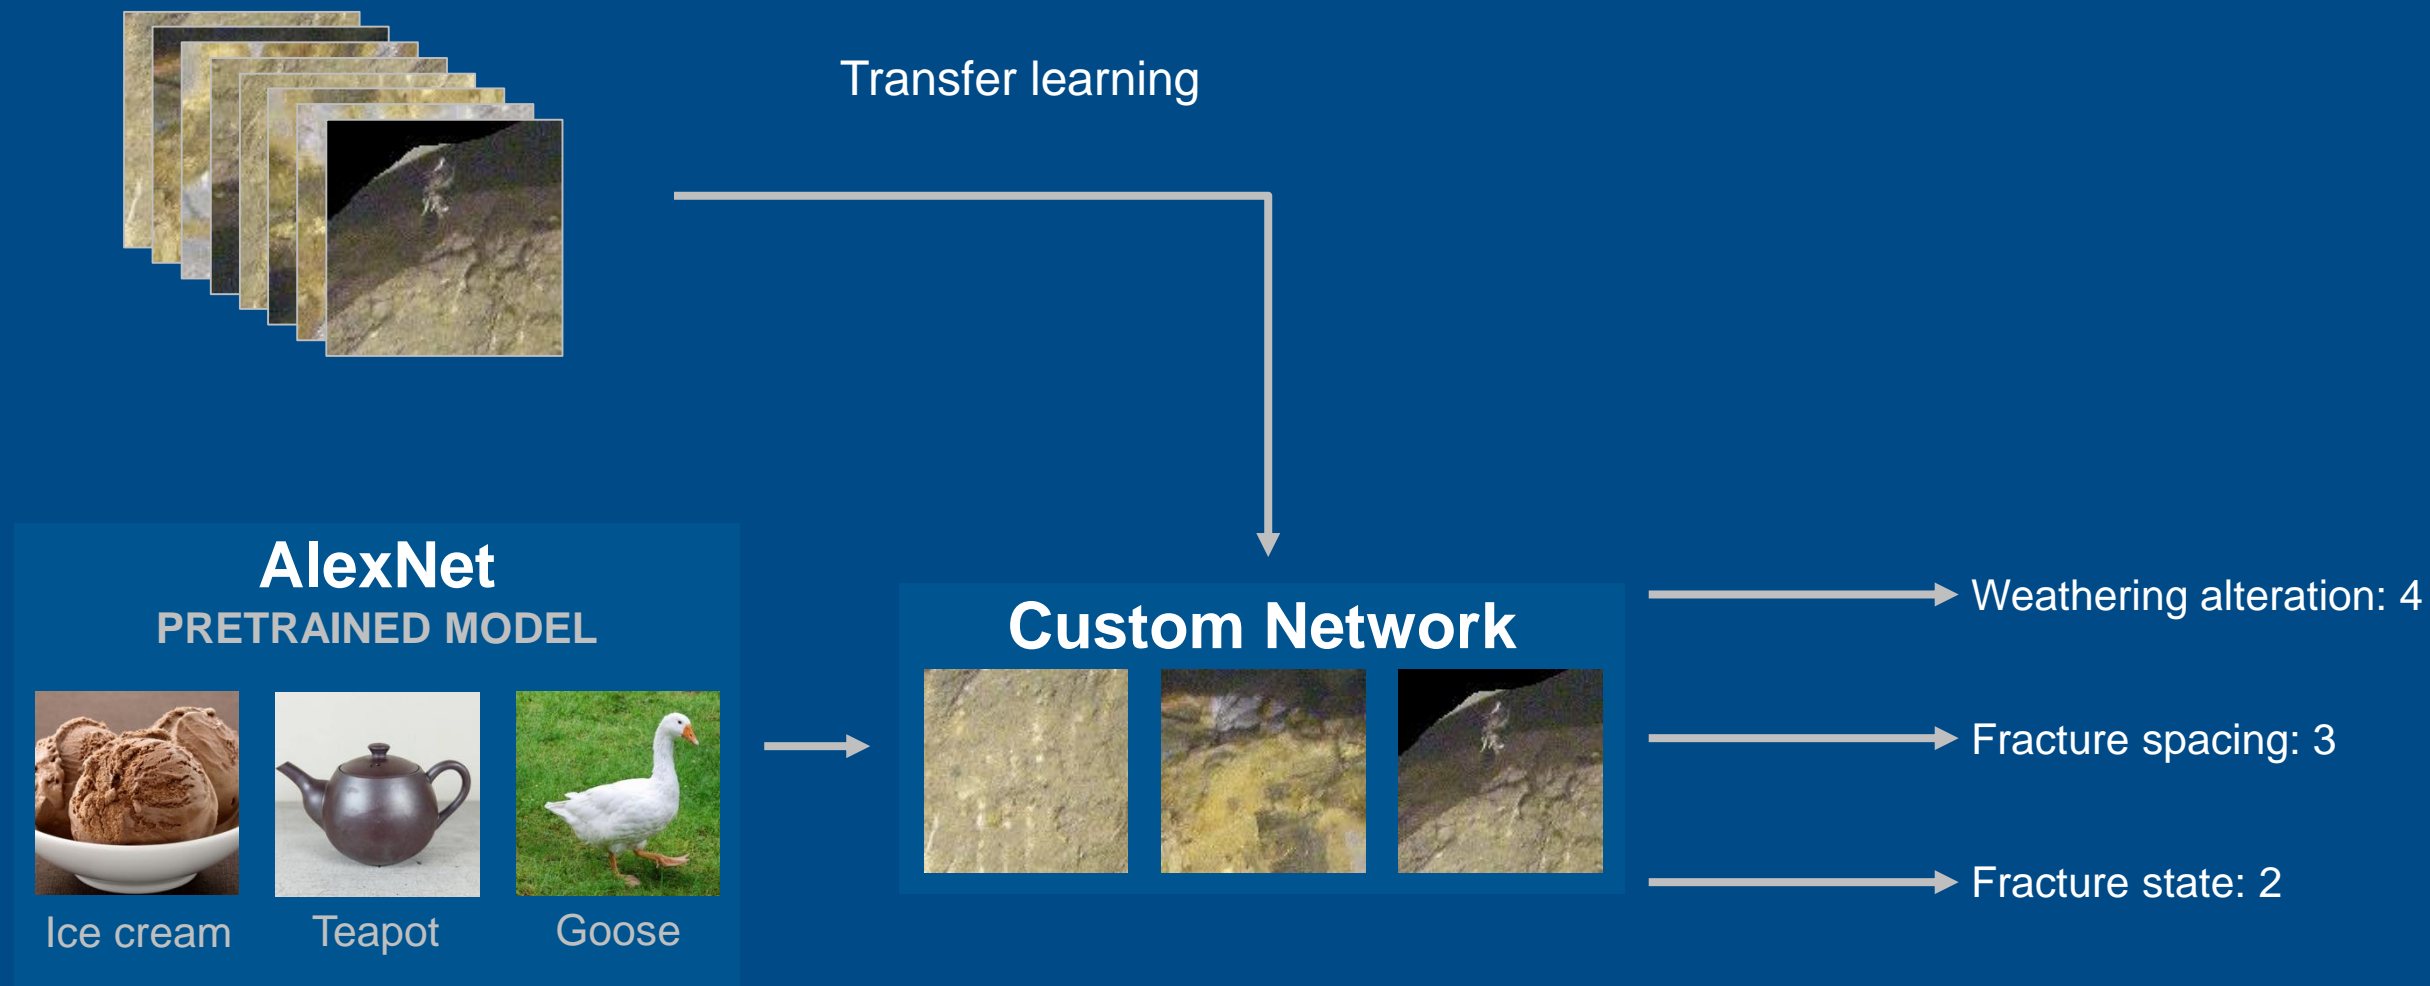 Transfer learning
AlexNet
PRETRAINED MODEL
Ice cream
Teapot
Goose
Custom Network
Weathering alteration: 4
Fracture spacing: 3
Fracture state: 2